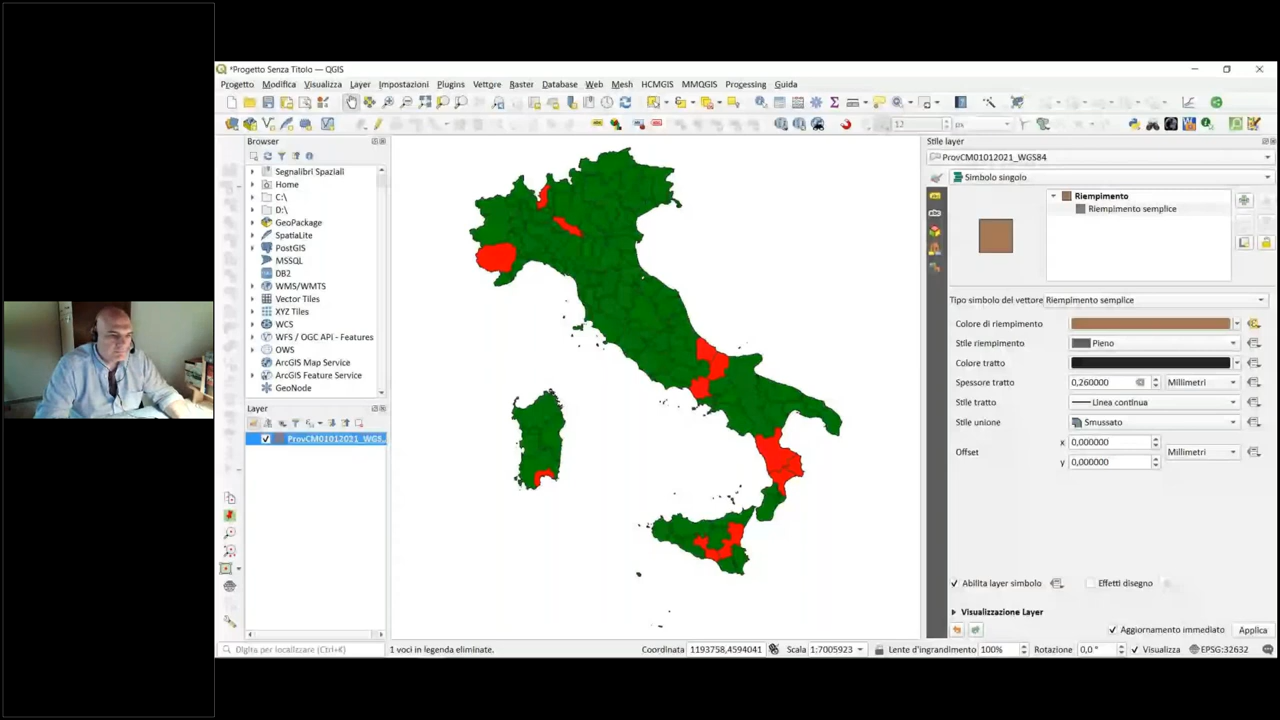 *Progetto Senza Titolo — QGIS
Progetto Modifica Visualizza Layer Impostazioni Plugins Vettore Raster Database Web Mesh HCMGIS MMQGIS Processing Guida
12 px
Browser
Segnalibri Spaziali
Home
C:\
D:\
GeoPackage
SpatiaLite
PostGIS
MSSQL
DB2
WMS/WMTS
Vector Tiles
XYZ Tiles
WCS
WFS / OGC API - Features
OWS
ArcGIS Map Service
ArcGIS Feature Service
GeoNode
Layer
ProvCM01012021_WGS...
Stile layer
ProvCM01012021_WGS84
Simbolo singolo
Riempimento
Riempimento semplice
Tipo simbolo del vettore Riempimento semplice
Colore di riempimento
Stile riempimento Pieno
Colore tratto
Spessore tratto 0,260000 Millimetri
Stile tratto Linea continua
Stile unione Smussato
Offset x 0,000000 Millimetri
y 0,000000
Abilita layer simbolo Effetti disegno
Visualizzazione Layer
Aggiornamento immediato Applica
Digita per localizzare (Ctrl+K) 1 voci in legenda eliminate. Coordinata 1193758,4594041 Scala 1:7005923 Lente d'ingrandimento 100% Rotazione 0,0 ° Visualizza EPSG:32632